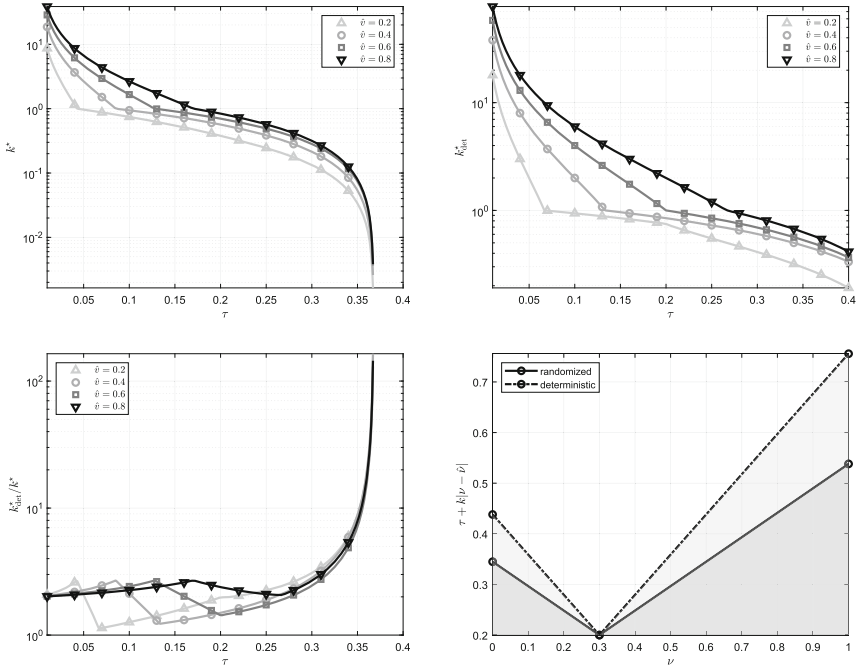 10¹
10⁰
10⁻¹
10⁻²
k*
0.05 0.1 0.15 0.2 0.25 0.3 0.35 0.4
τ
v̂ = 0.2
v̂ = 0.4
v̂ = 0.6
v̂ = 0.8
10¹
10⁰
k*det
0.05 0.1 0.15 0.2 0.25 0.3 0.35 0.4
τ
v̂ = 0.2
v̂ = 0.4
v̂ = 0.6
v̂ = 0.8
10²
10¹
10⁰
k*det/k*
0.05 0.1 0.15 0.2 0.25 0.3 0.35 0.4
τ
v̂ = 0.2
v̂ = 0.4
v̂ = 0.6
v̂ = 0.8
0.7
0.6
0.5
0.4
0.3
0.2
τ + k|ν − ν̂|
0 0.1 0.2 0.3 0.4 0.5 0.6 0.7 0.8 0.9 1
ν
randomized
deterministic